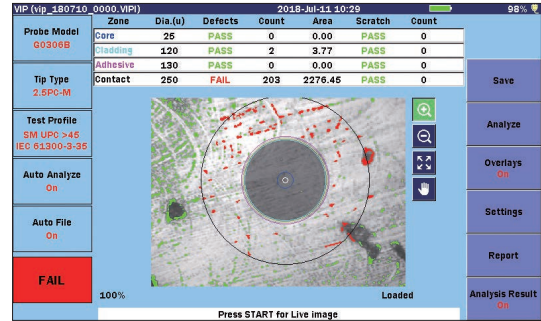 VIP (vip_180710_0000.VIPI) 2018-Jul-11 10:29 98%
Probe Model
G0306B
Tip Type
2.5PC-M
Test Profile
SM UPC >45
IEC 61300-3-35
Auto Analyze
On
Auto File
On
FAIL
Zone Dia.(u) Defects Count Area Scratch Count
Core 25 PASS 0 0.00 PASS 0
Cladding 120 PASS 2 3.77 PASS 0
Adhesive 130 PASS 0 0.00 PASS 0
Contact 250 FAIL 203 2276.45 PASS 0
100% Loaded
Press START for Live image
Save
Analyze
Overlays
On
Settings
Report
Analysis Result
On